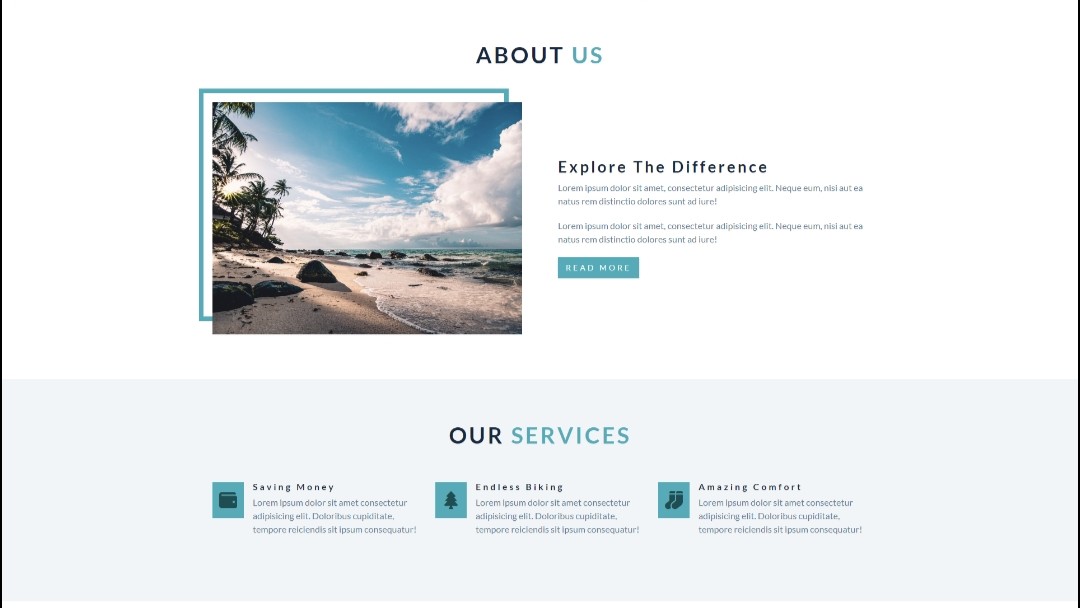 ABOUT US
Explore The Difference
Lorem ipsum dolor sit amet, consectetur adipisicing elit. Neque eum, nisi aut ea
natus rem distinctio dolores sunt ad iure!
Lorem ipsum dolor sit amet, consectetur adipisicing elit. Neque eum, nisi aut ea
natus rem distinctio dolores sunt ad iure!
READ MORE
OUR SERVICES
Saving Money
Lorem ipsum dolor sit amet consectetur
adipisicing elit. Doloribus cupiditate,
tempore reiciendis sit ipsum consequatur!
Endless Biking
Lorem ipsum dolor sit amet consectetur
adipisicing elit. Doloribus cupiditate,
tempore reiciendis sit ipsum consequatur!
Amazing Comfort
Lorem ipsum dolor sit amet consectetur
adipisicing elit. Doloribus cupiditate,
tempore reiciendis sit ipsum consequatur!